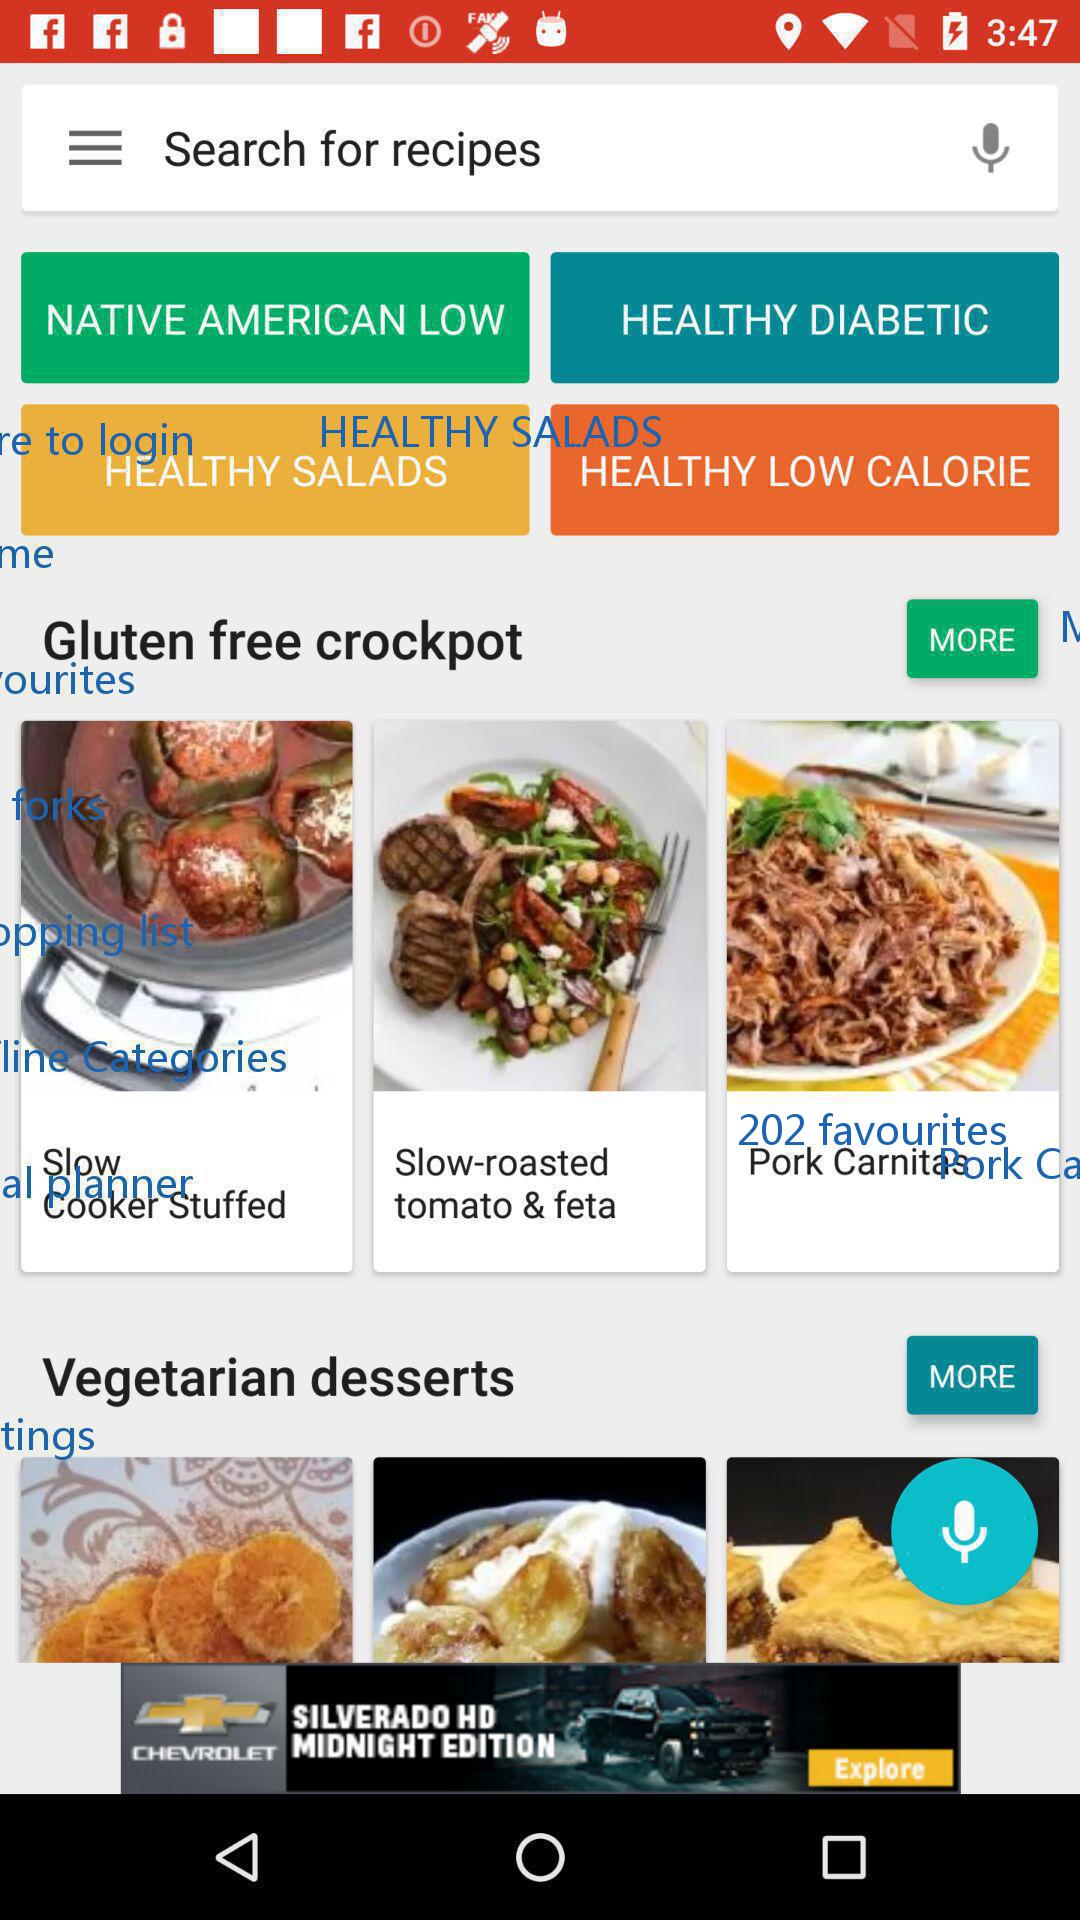 FAKE
3:47
Search for recipes
NATIVE AMERICAN LOW
HEALTHY DIABETIC
re to login
HEALTHY SALADS
HEALTHY SALADS
HEALTHY LOW CALORIE
me
Gluten free crockpot
MORE
M
vourites
forks
opping list
line Categories
al planner
Slow
Cooker Stuffed
Slow-roasted
tomato & feta
202 favourites
Pork Carnitas
Pork Ca
Vegetarian desserts
MORE
tings
CHEVROLET
SILVERADO HD
MIDNIGHT EDITION
Explore